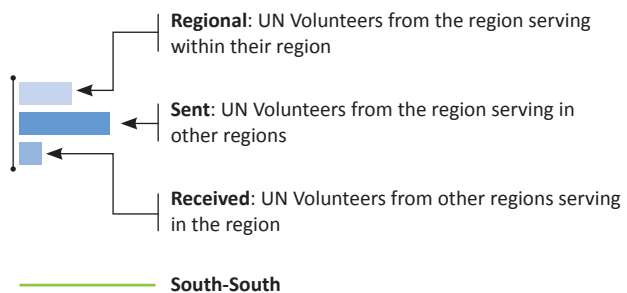 Regional: UN Volunteers from the region serving
within their region
Sent: UN Volunteers from the region serving in
other regions
Received: UN Volunteers from other regions serving
in the region
South-South